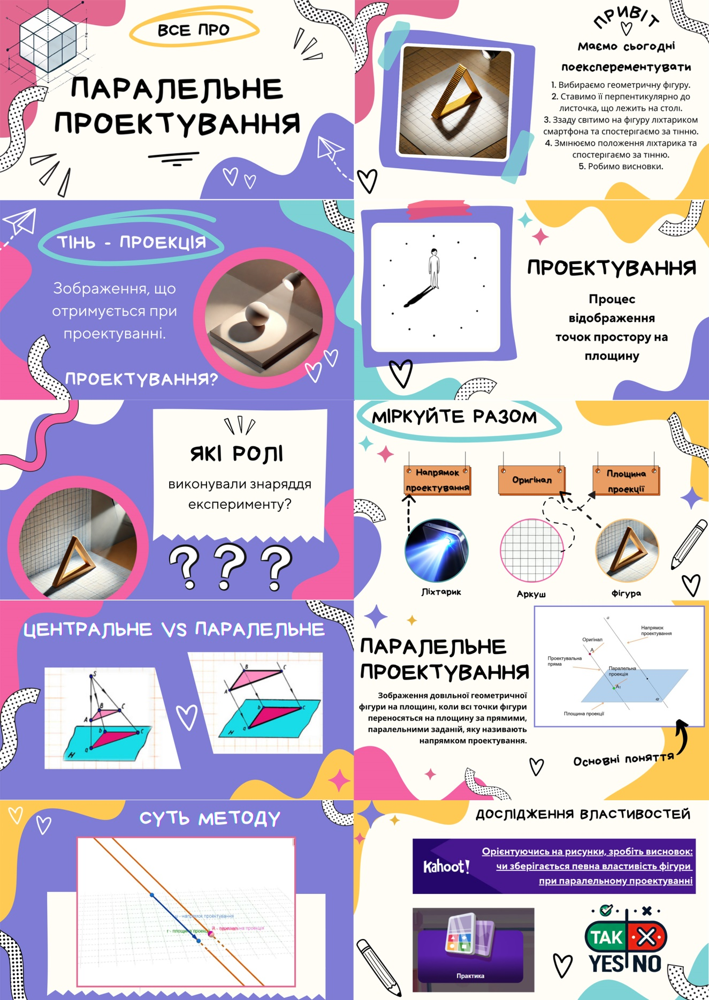 ВСЕ ПРО
ПАРАЛЕЛЬНЕ
ПРОЕКТУВАННЯ
ПРИВІТ
Маємо сьогодні
поексперементувати
1. Вибираємо геометричну фігуру.
2. Ставимо її перпентикулярно до
листочка, що лежить на столі.
3. Ззаду світимо на фігуру ліхтариком
смартфона та спостерігаємо за тінню.
4. Змінюємо положення ліхтарика та
спостерігаємо за тінню.
5. Робимо висновки.
ТІНЬ - ПРОЕКЦІЯ
Зображення, що
отримується при
проектуванні.
ПРОЕКТУВАННЯ?
ПРОЕКТУВАННЯ
Процес
відображення
точок простору на
площину
ЯКІ РОЛІ
виконували знаряддя
експерименту?
МІРКУЙТЕ РАЗОМ
Напрямок
проектування
Оригінал
Площина
проекції
Ліхтарик
Аркуш
Фігура
ЦЕНТРАЛЬНЕ VS ПАРАЛЕЛЬНЕ
S
B
C
A
b
c
a
H
B
C
A
b
c
a
H
ПАРАЛЕЛЬНЕ
ПРОЕКТУВАННЯ
Зображення довільної геометричної
фігури на площині, коли всі точки фігури
переносяться на площину за прямими,
паралельними заданій, яку називають
напрямком проектування.
a
Напрямок
проектування
Оригінал
A
Проектувальна
пряма
Паралельна
проекція
A₁
α
Площина проекції
Основні поняття
СУТЬ МЕТОДУ
u - напрямок проектування
г - площина проекції
ДОСЛІДЖЕННЯ ВЛАСТИВОСТЕЙ
Kahoot!
Орієнтуючись на рисунки, зробіть висновок:
чи зберігається певна властивість фігури
при паралельному проектуванні
Практика
ТАК
YES NO